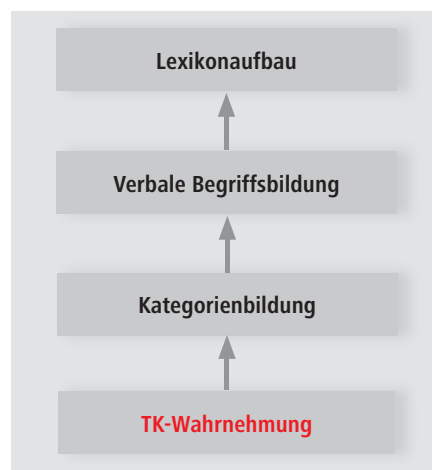 Lexikonaufbau
Verbale Begriffsbildung
Kategorienbildung
TK-Wahrnehmung